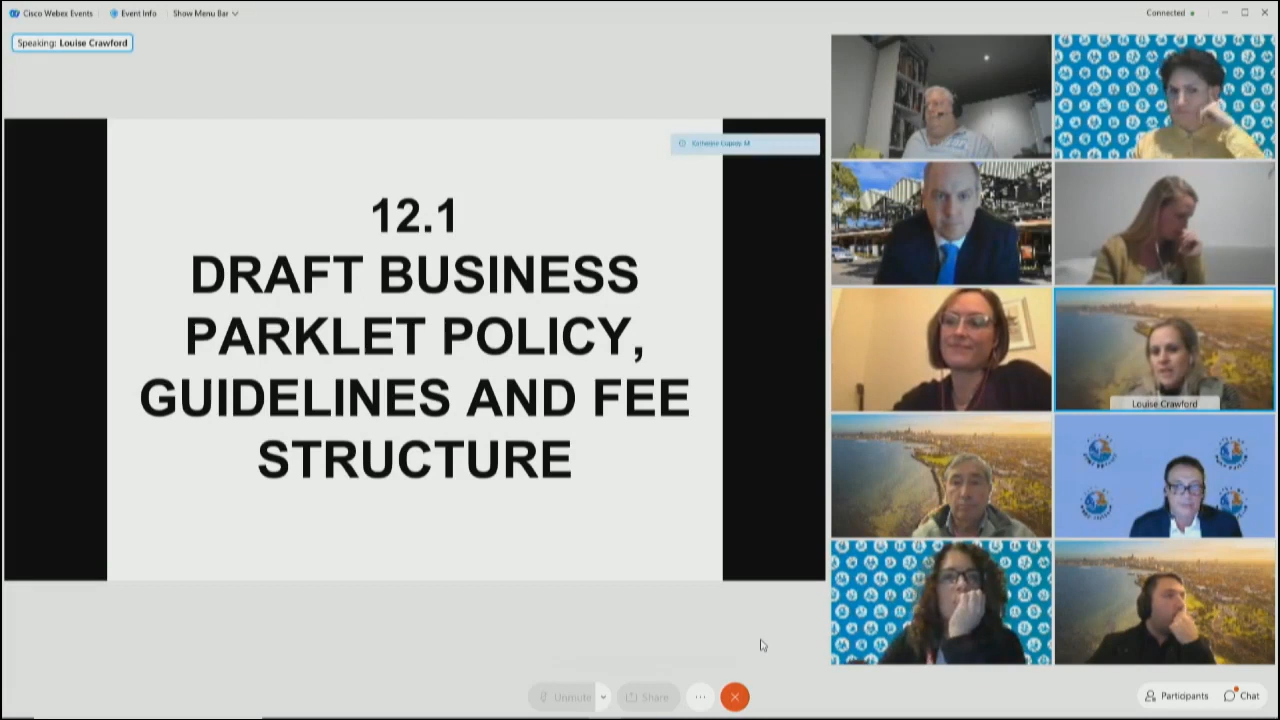 Cisco Webex Events
Event Info
Show Menu Bar
Connected
Speaking: Louise Crawford
12.1
DRAFT BUSINESS
PARKLET POLICY,
GUIDELINES AND FEE
STRUCTURE
Louise Crawford
Unmute
Share
Participants
Chat